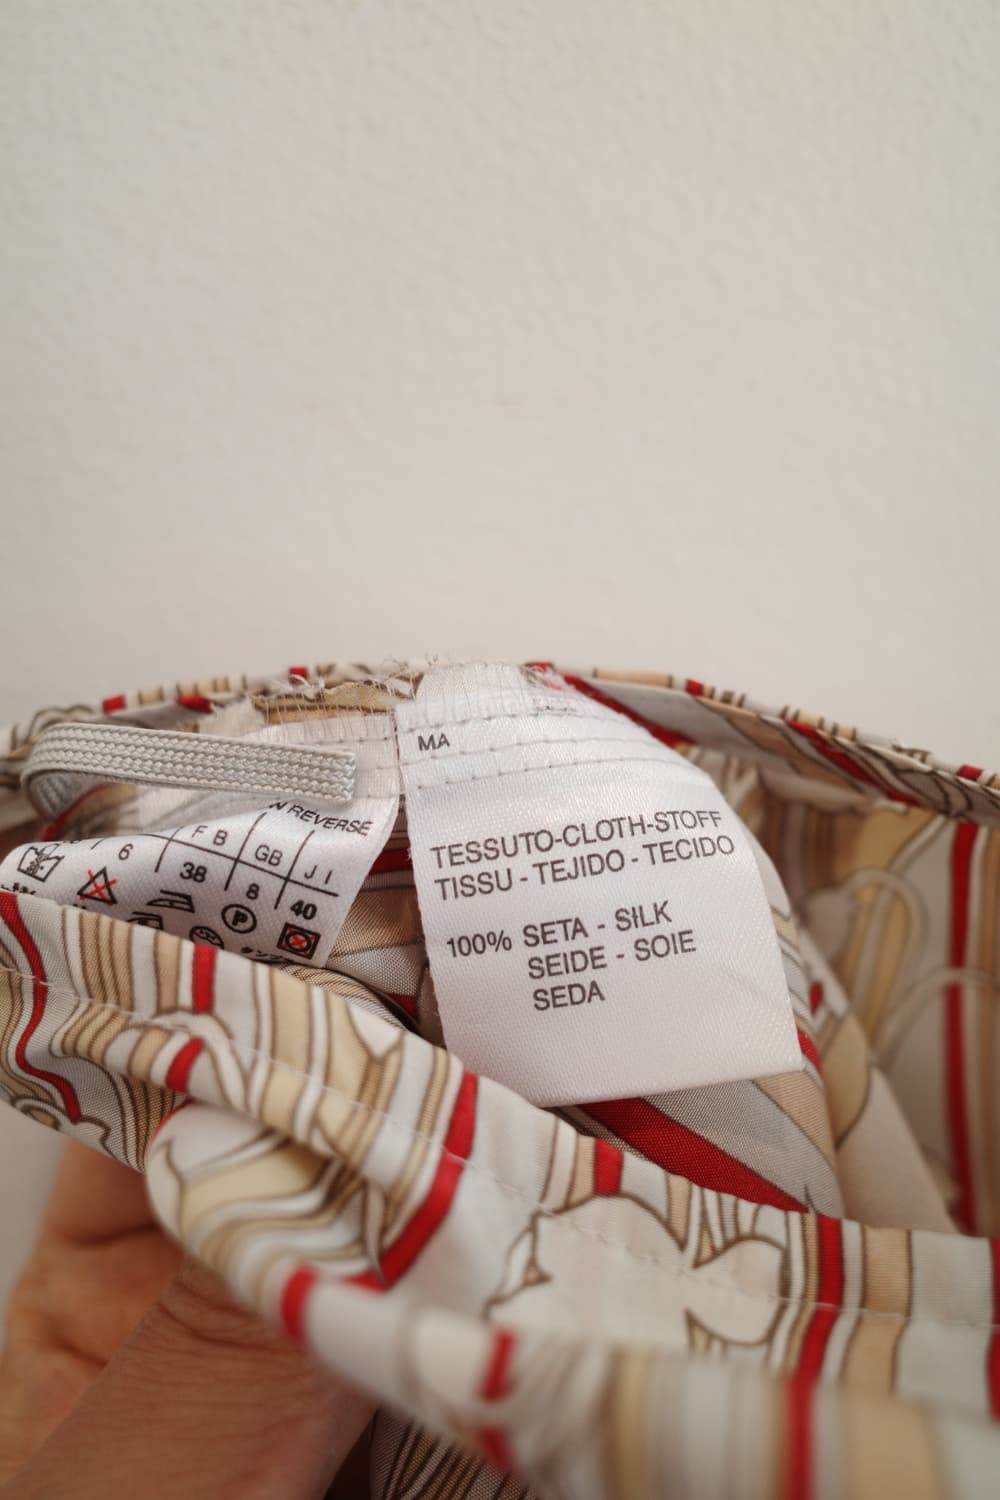 N REVERSE
F B
GB
J I
6
38
8
40
P
MA
TESSUTO-CLOTH-STOFF
TISSU - TEJIDO - TECIDO
100% SETA - SILK
SEIDE - SOIE
SEDA